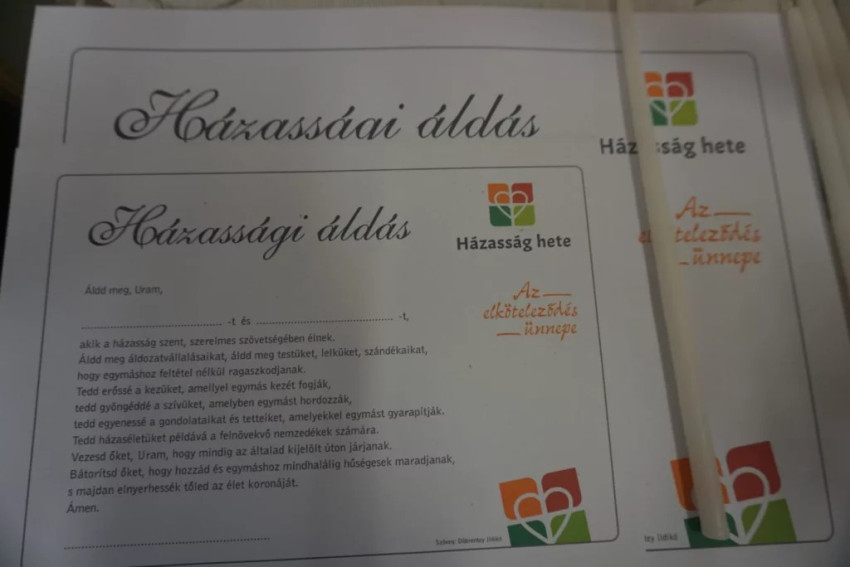 Házassági áldás
Házasság hete
Az
elköteleződés
ünnepe
Házassági áldás
Házasság hete
Az
elköteleződés
ünnepe
Áldd meg, Uram,
-t és -t,
akik a házasság szent, szerelmes szövetségében élnek.
Áldd meg áldozatvállalásaikat, áldd meg testüket, lelküket, szándékaikat,
hogy egymáshoz feltétel nélkül ragaszkodjanak.
Tedd erőssé a kezüket, amellyel egymás kezét fogják,
tedd gyöngéddé a szívüket, amelyben egymást hordozzák,
tedd egyenessé a gondolataikat és tetteiket, amelyekkel egymást gyarapítják.
Tedd házaséletüket példává a felnövekvő nemzedékek számára.
Vezesd őket, Uram, hogy mindig az általad kijelölt úton járjanak.
Bátorítsd őket, hogy hozzád és egymáshoz mindhalálig hűségesek maradjanak,
s majdan elnyerhessék tőled az élet koronáját.
Ámen.
Ildikó